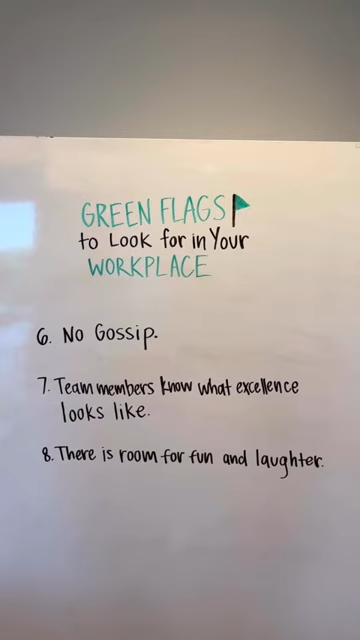 GREEN FLAGS
to Look for in Your
WORKPLACE
6. No Gossip.
7. Team members know what excellence
looks like.
8. There is room for fun and laughter.